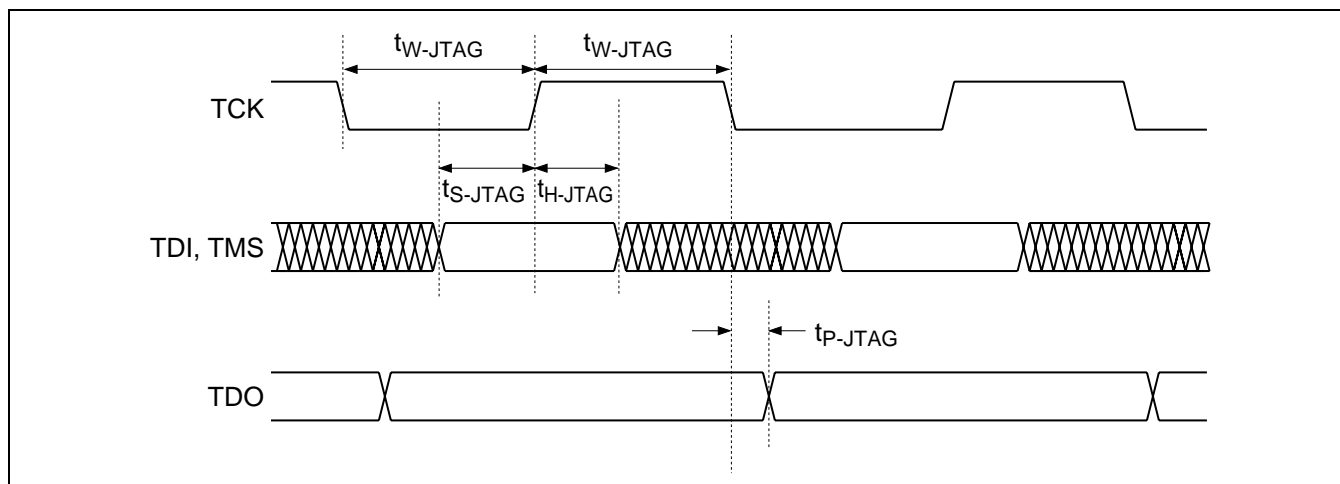 tW-JTAG tW-JTAG
TCK
tS-JTAG tH-JTAG
TDI, TMS
tP-JTAG
TDO